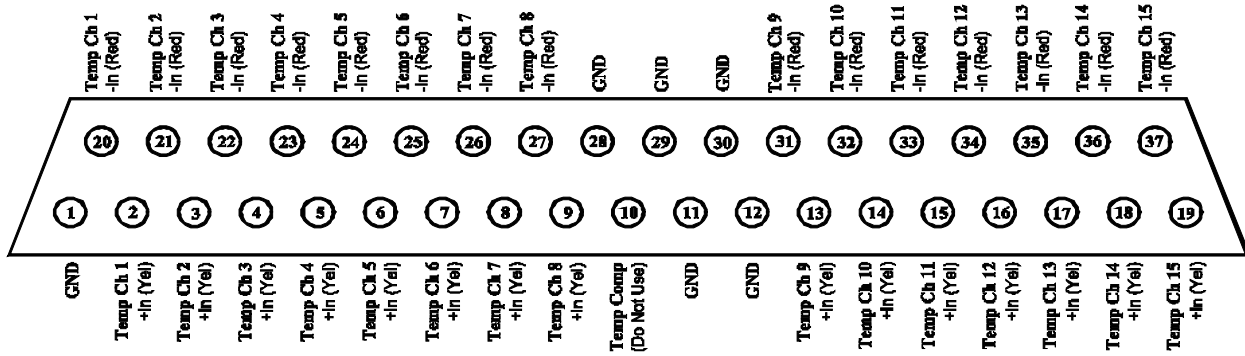 Temp Ch 1
-In (Red)
Temp Ch 2
-In (Red)
Temp Ch 3
-In (Red)
Temp Ch 4
-In (Red)
Temp Ch 5
-In (Red)
Temp Ch 6
-In (Red)
Temp Ch 7
-In (Red)
Temp Ch 8
-In (Red)
GND
GND
GND
Temp Ch 9
-In (Red)
Temp Ch 10
-In (Red)
Temp Ch 11
-In (Red)
Temp Ch 12
-In (Red)
Temp Ch 13
-In (Red)
Temp Ch 14
-In (Red)
Temp Ch 15
-In (Red)
20 21 22 23 24 25 26 27 28 29 30 31 32 33 34 35 36 37
1 2 3 4 5 6 7 8 9 10 11 12 13 14 15 16 17 18 19
GND
Temp Ch 1
+In (Yel)
Temp Ch 2
+In (Yel)
Temp Ch 3
+In (Yel)
Temp Ch 4
+In (Yel)
Temp Ch 5
+In (Yel)
Temp Ch 6
+In (Yel)
Temp Ch 7
+In (Yel)
Temp Ch 8
+In (Yel)
Temp Comp
(Do Not Use)
GND
GND
Temp Ch 9
+In (Yel)
Temp Ch 10
+In (Yel)
Temp Ch 11
+In (Yel)
Temp Ch 12
+In (Yel)
Temp Ch 13
+In (Yel)
Temp Ch 14
+In (Yel)
Temp Ch 15
+In (Yel)